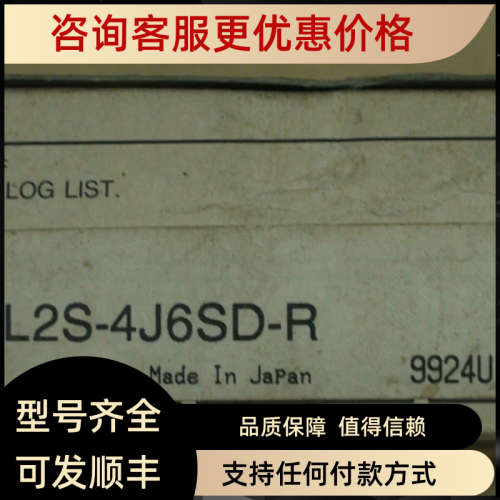 咨询客服更优惠价格
LOG LIST.
L2S-4J6SD-R
Made In JaPan
9924U
型号齐全
可发顺丰
品质保障 值得信赖
支持任何付款方式